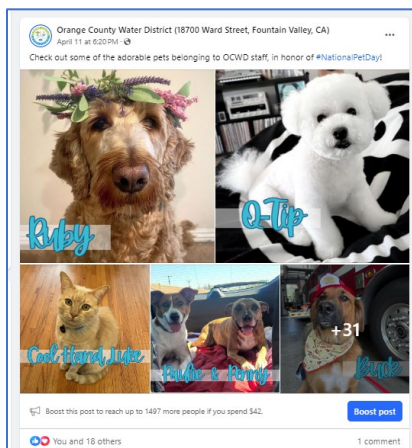 Orange County Water District (18700 Ward Street, Fountain Valley, CA)
April 11 at 6:20 PM ·
Check out some of the adorable pets belonging to OCWD staff, in honor of #NationalPetDay!
Ruby
Q-Tip
Cool Hand Luke
Paulie & Penny
+31
Buck
Boost this post to reach up to 1497 more people if you spend $42.
Boost post
You and 18 others
1 comment